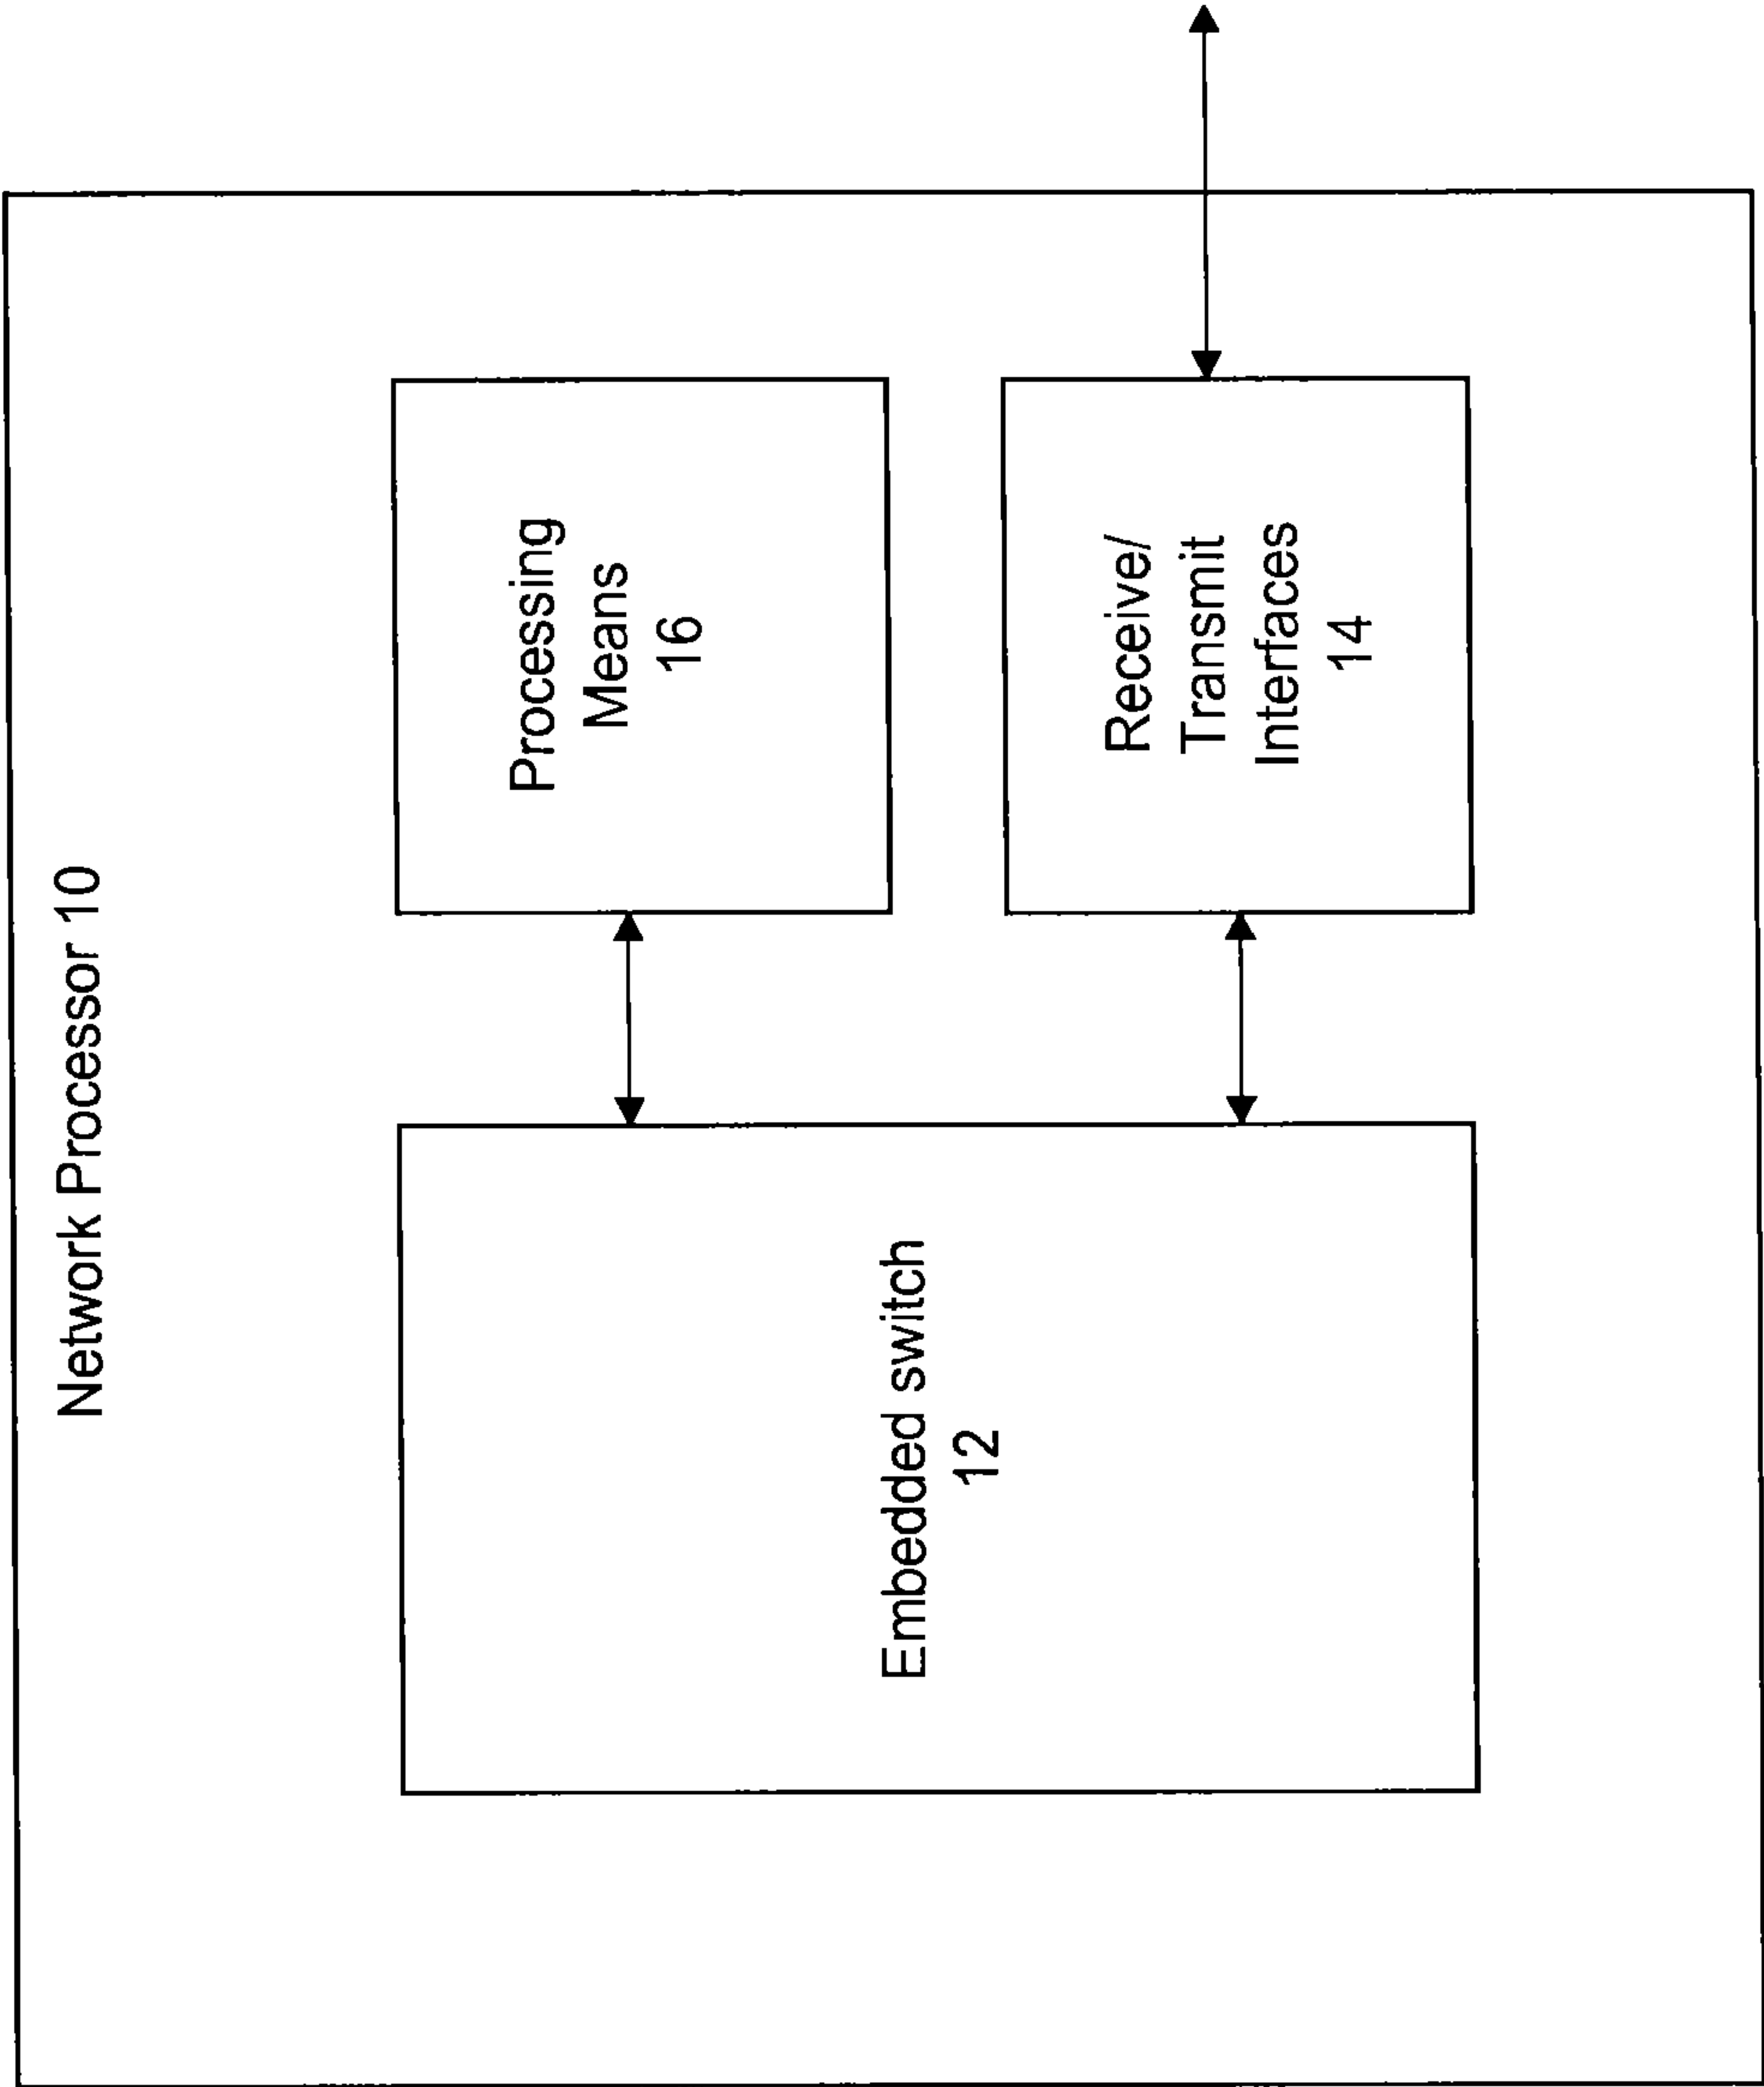 Network Processor 10
Embedded switch
12
Processing
Means
16
Receive/
Transmit
Interfaces
14